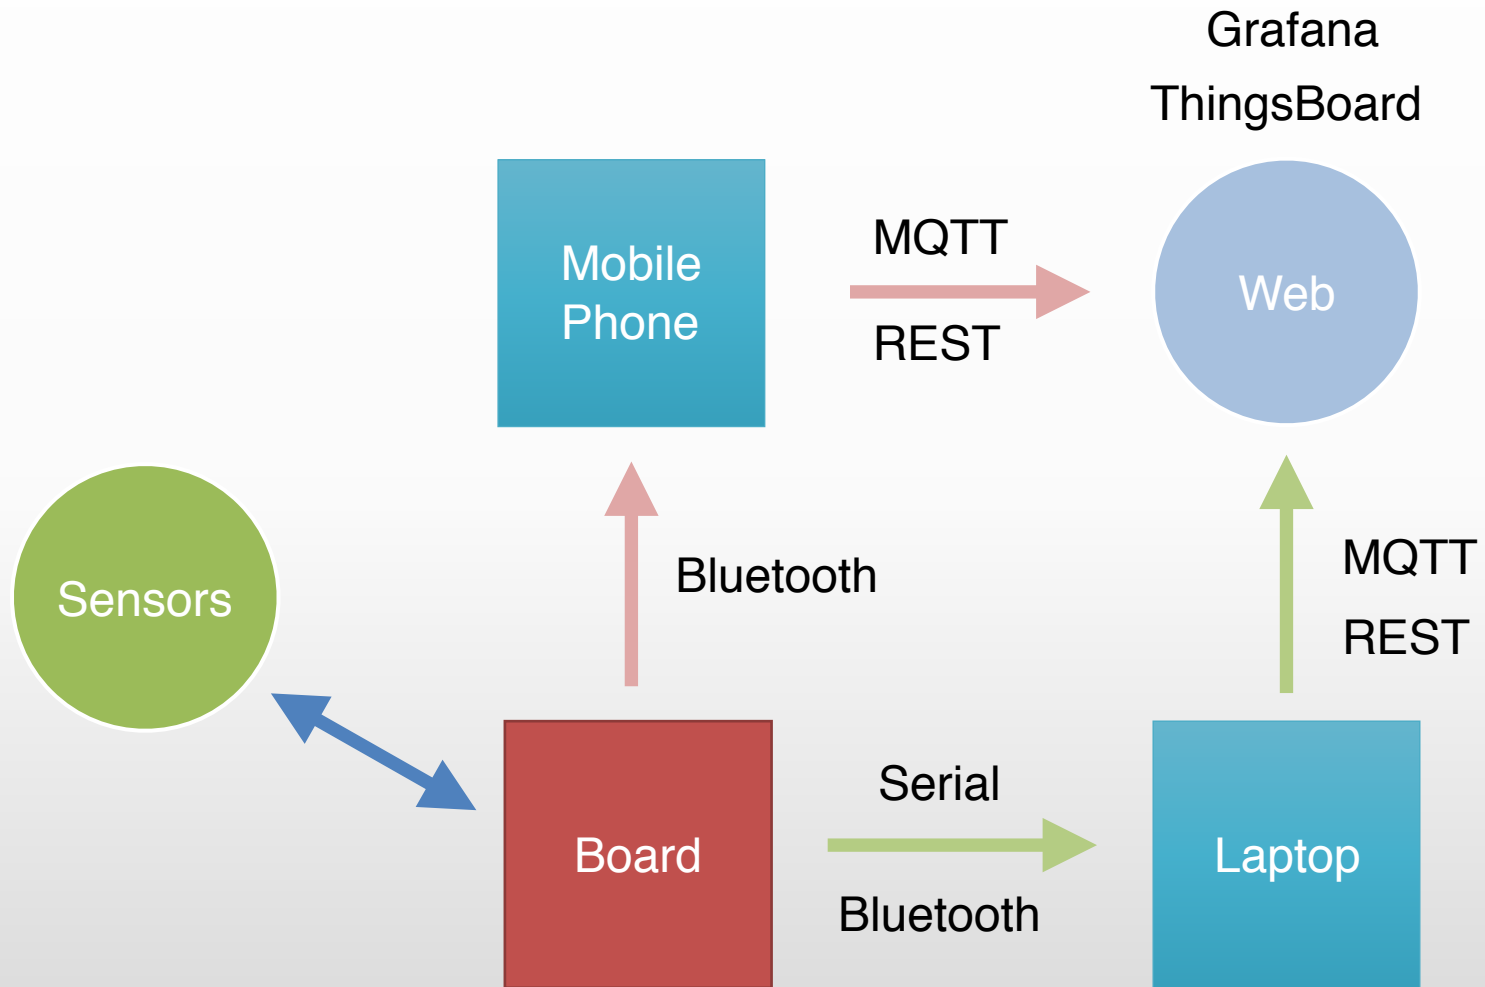 Grafana
ThingsBoard
Mobile
Phone
MQTT
REST
Web
Sensors
Bluetooth
MQTT
REST
Board
Serial
Bluetooth
Laptop